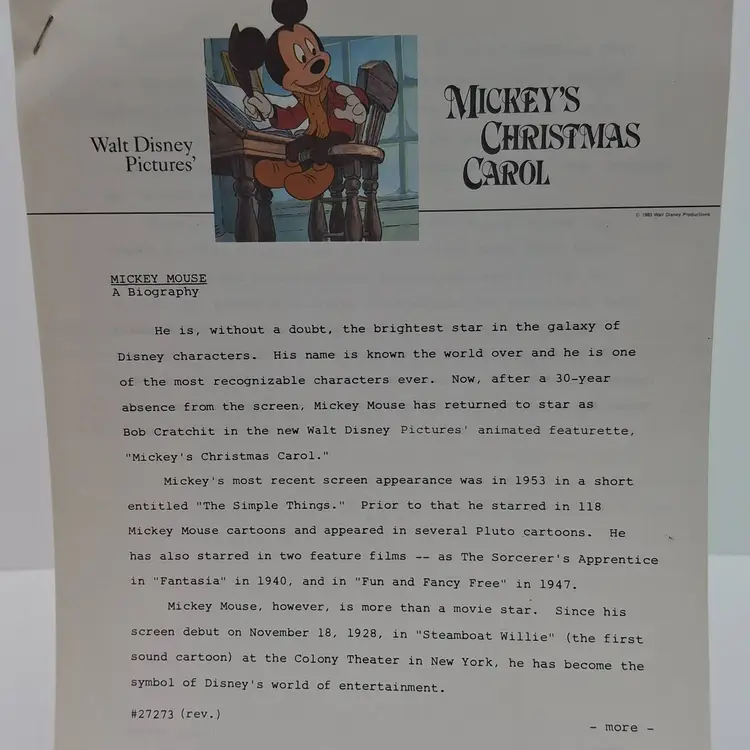 Walt Disney
Pictures'
MICKEY'S
CHRISTMAS
CAROL
© 1983 Walt Disney Productions
MICKEY MOUSE
A Biography
He is, without a doubt, the brightest star in the galaxy of
Disney characters. His name is known the world over and he is one
of the most recognizable characters ever. Now, after a 30-year
absence from the screen, Mickey Mouse has returned to star as
Bob Cratchit in the new Walt Disney Pictures' animated featurette,
"Mickey's Christmas Carol."
Mickey's most recent screen appearance was in 1953 in a short
entitled "The Simple Things." Prior to that he starred in 118
Mickey Mouse cartoons and appeared in several Pluto cartoons. He
has also starred in two feature films -- as The Sorcerer's Apprentice
in "Fantasia" in 1940, and in "Fun and Fancy Free" in 1947.
Mickey Mouse, however, is more than a movie star. Since his
screen debut on November 18, 1928, in "Steamboat Willie" (the first
sound cartoon) at the Colony Theater in New York, he has become the
symbol of Disney's world of entertainment.
#27273 (rev.)
- more -